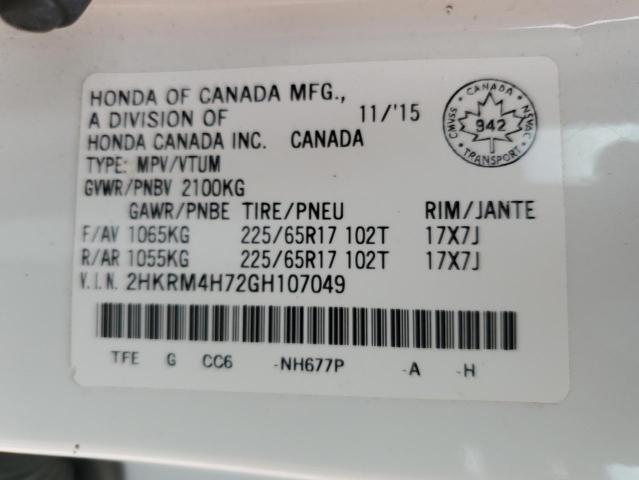 HONDA OF CANADA MFG.,
A DIVISION OF 11/'15
HONDA CANADA INC. CANADA
TYPE: MPV/VTUM
GVWR/PNBV 2100KG
GAWR/PNBE TIRE/PNEU RIM/JANTE
F/AV 1065KG 225/65R17 102T 17X7J
R/AR 1055KG 225/65R17 102T 17X7J
V.I.N. 2HKRM4H72GH107049
TFE G CC6 -NH677P -A -H
CANADA
CMVSS 942 NSVAC
TRANSPORT